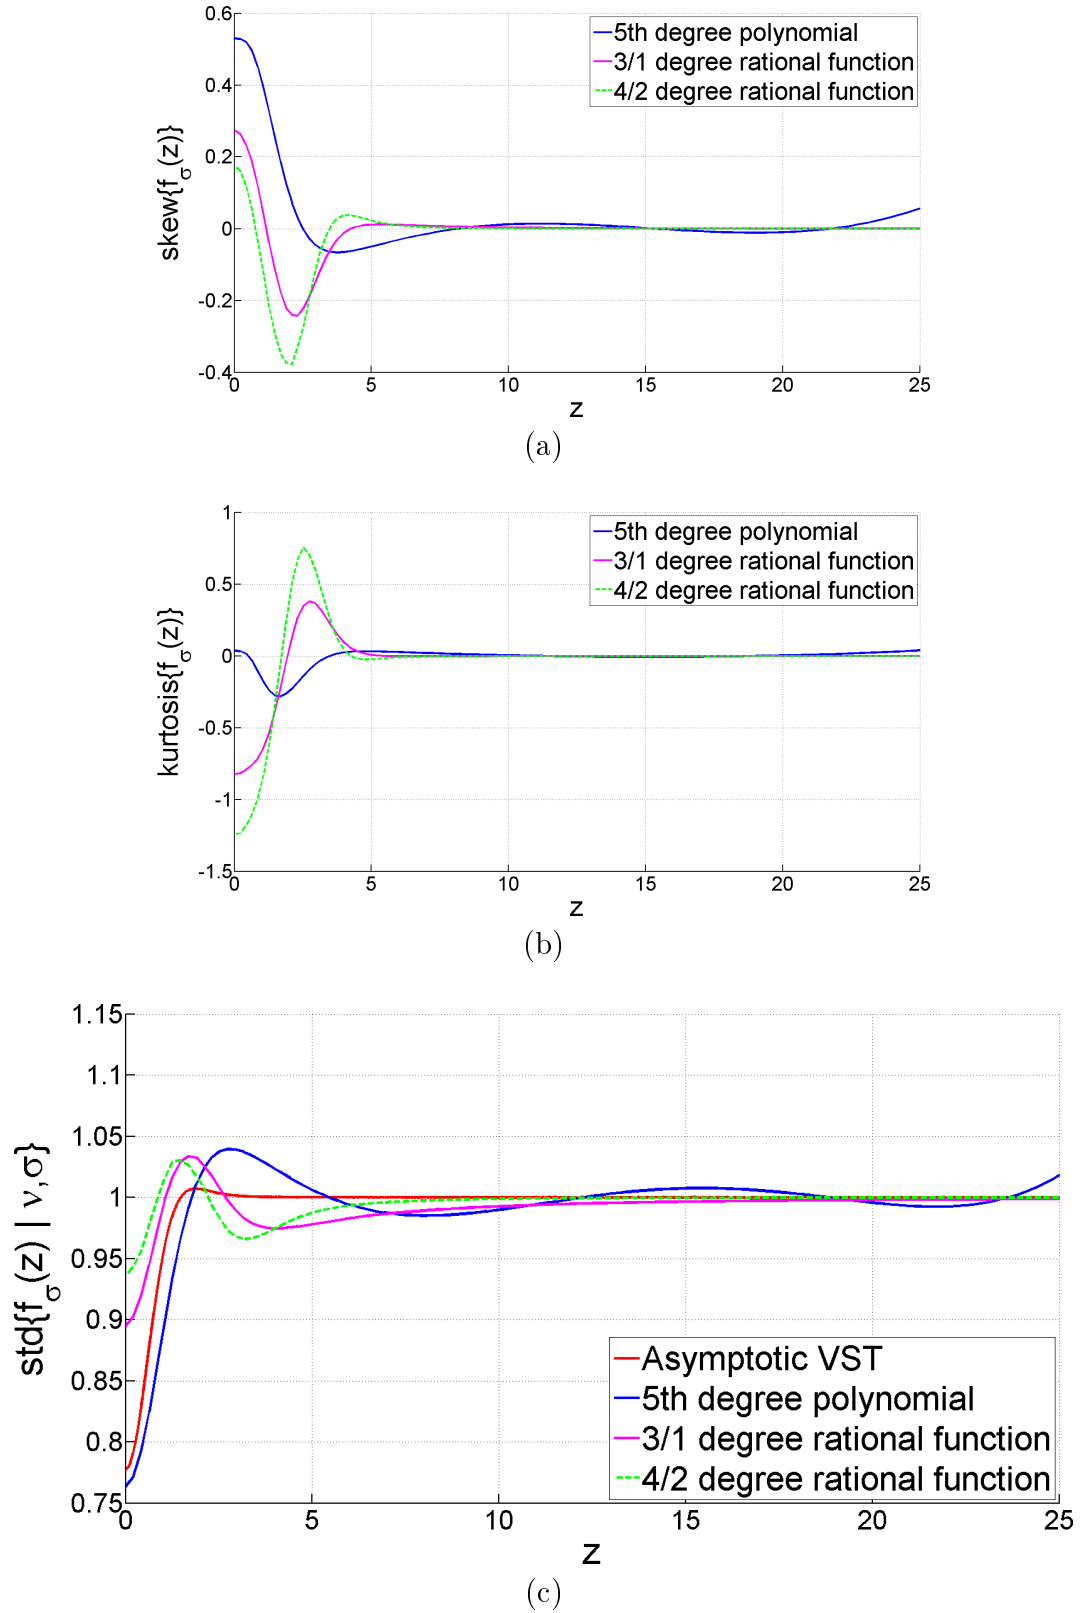 0.6
0.4
0.2
0
-0.2
-0.4
skew{f_σ(z)}
5th degree polynomial
3/1 degree rational function
4/2 degree rational function
0 5 10 15 20 25
z
(a)
1
0.5
0
-0.5
-1
-1.5
kurtosis{f_σ(z)}
5th degree polynomial
3/1 degree rational function
4/2 degree rational function
0 5 10 15 20 25
z
(b)
1.15
1.1
1.05
1
0.95
0.9
0.85
0.8
0.75
std{f_σ(z) | ν,σ}
Asymptotic VST
5th degree polynomial
3/1 degree rational function
4/2 degree rational function
0 5 10 15 20 25
z
(c)